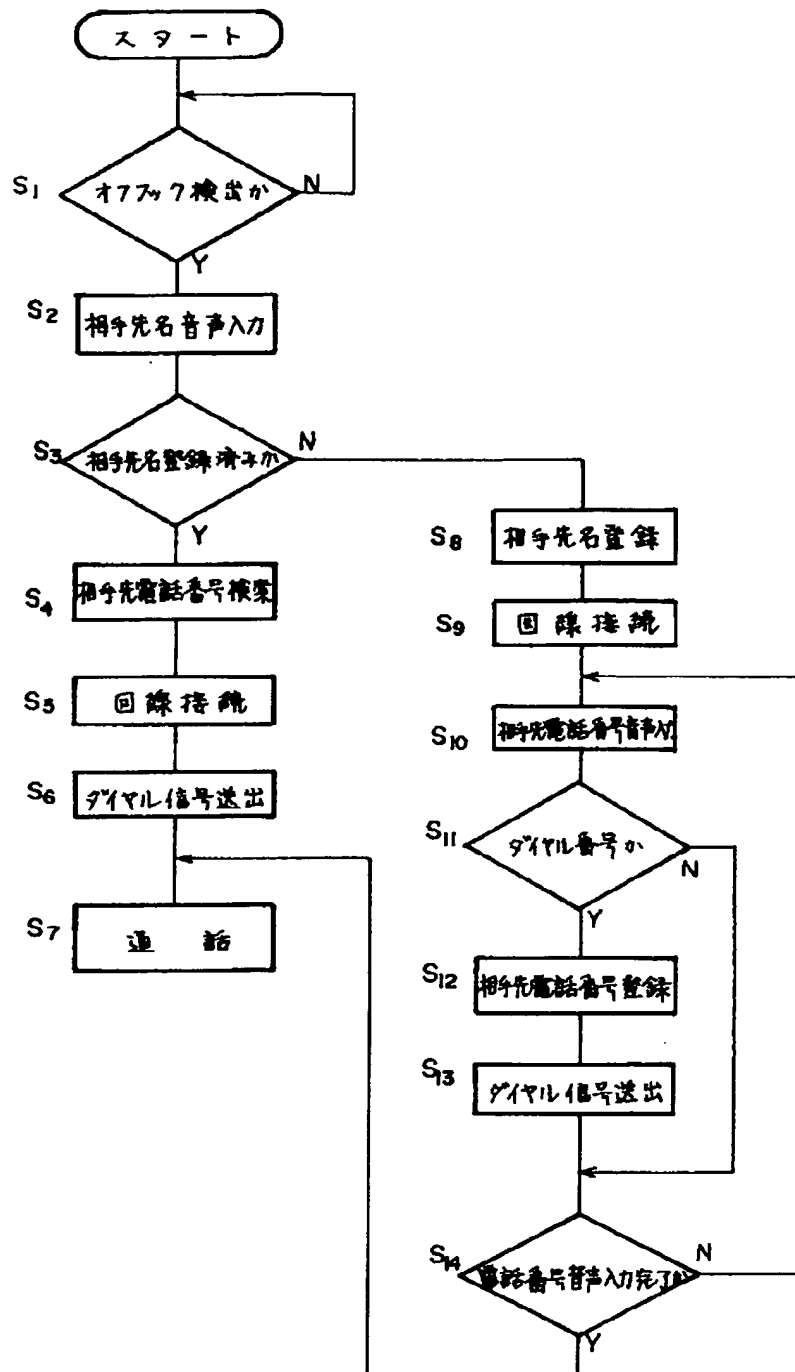 スタート
S1
オフフック検出か
N
Y
S2
相手先名音声入力
S3
相手先名登録済みか
N
Y
S4
相手先電話番号検索
S5
回線接続
S6
ダイヤル信号送出
S7
通話
S8
相手先名登録
S9
回線接続
S10
相手先電話番号音声入力
S11
ダイヤル番号か
N
Y
S12
相手先電話番号登録
S13
ダイヤル信号送出
S14
電話番号音声入力完了か
N
Y